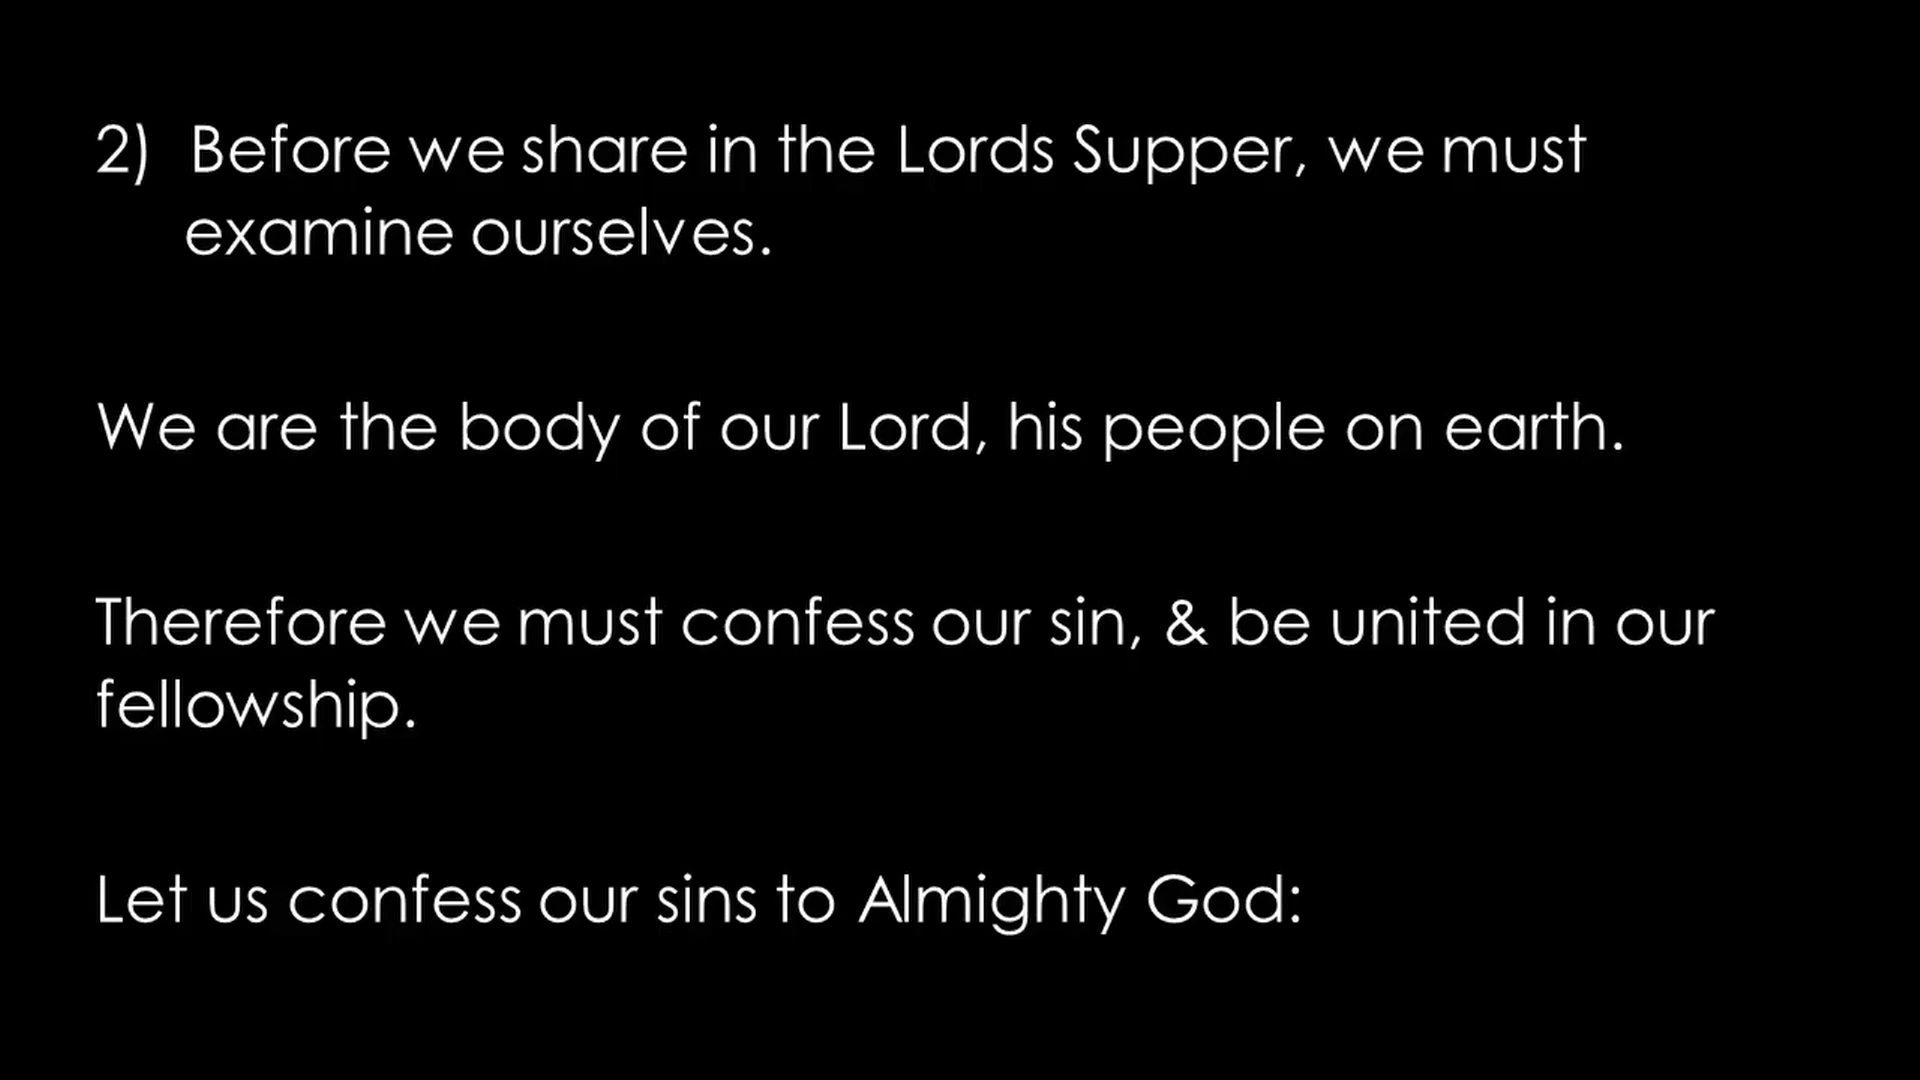 2) Before we share in the Lords Supper, we must
examine ourselves.
We are the body of our Lord, his people on earth.
Therefore we must confess our sin, & be united in our
fellowship.
Let us confess our sins to Almighty God: